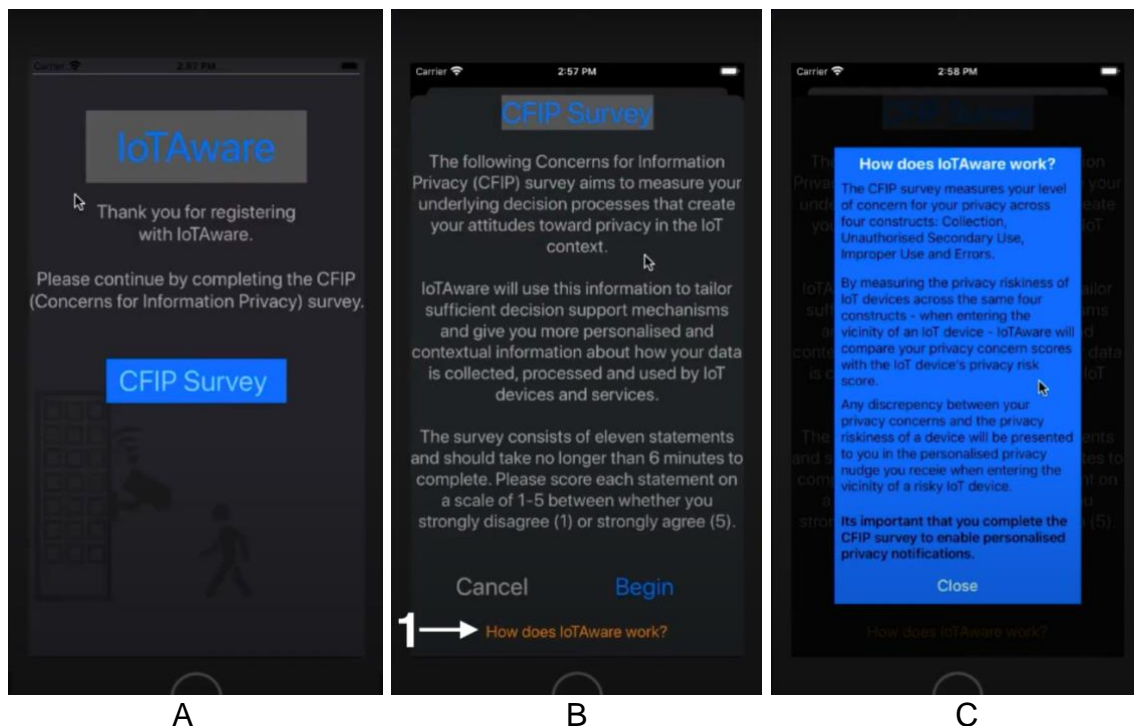 Carrier 2:57 PM
IoTAware
Thank you for registering
with IoTAware.
Please continue by completing the CFIP
(Concerns for Information Privacy) survey.
CFIP Survey
A
Carrier 2:57 PM
CFIP Survey
The following Concerns for Information
Privacy (CFIP) survey aims to measure your
underlying decision processes that create
your attitudes toward privacy in the IoT
context.
IoTAware will use this information to tailor
sufficient decision support mechanisms
and give you more personalised and
contextual information about how your data
is collected, processed and used by IoT
devices and services.
The survey consists of eleven statements
and should take no longer than 6 minutes to
complete. Please score each statement on
a scale of 1-5 between whether you
strongly disagree (1) or strongly agree (5).
Cancel Begin
1 How does IoTAware work?
B
Carrier 2:58 PM
CFIP Survey
How does IoTAware work?
The CFIP survey measures your level
of concern for your privacy across
four constructs: Collection,
Unauthorised Secondary Use,
Improper Use and Errors.
By measuring the privacy riskiness of
IoT devices across the same four
constructs - when entering the
vicinity of an IoT device - IoTAware will
compare your privacy concern scores
with the IoT device's privacy risk
score.
Any discrepency between your
privacy concerns and the privacy
riskiness of a device will be presented
to you in the personalised privacy
nudge you receie when entering the
vicinity of a risky IoT device.
Its important that you complete the
CFIP survey to enable personalised
privacy notifications.
Close
How does IoTAware work?
C